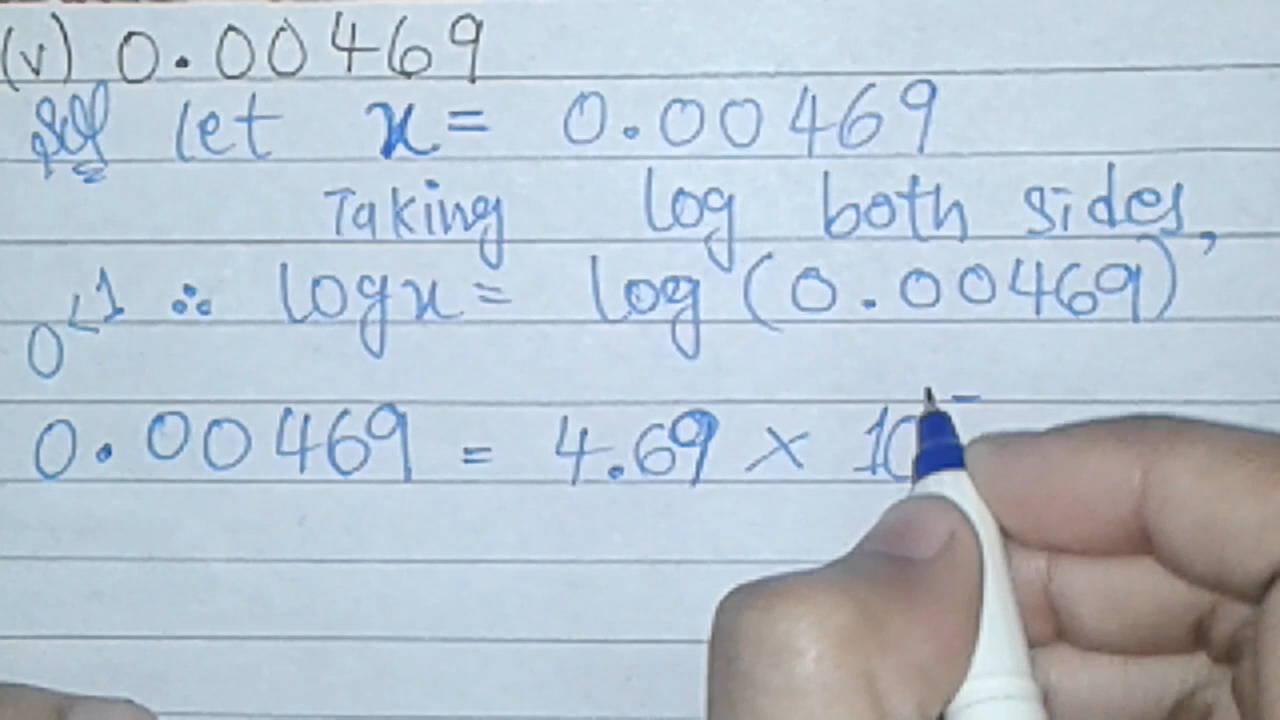 (v) 0.00469
Sol let x = 0.00469
Taking log both sides,
0<1 ∴ log x = log (0.00469)
0.00469 = 4.69 × 10⁻